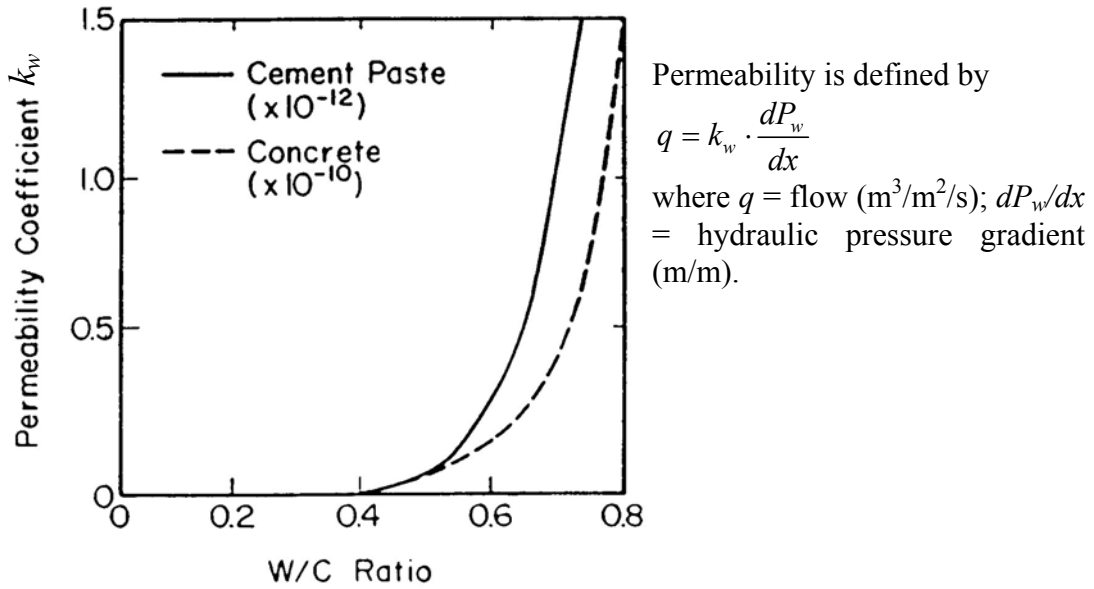 1.5
1.0
0.5
0
Permeability Coefficient k_w
Cement Paste
(x10⁻¹²)
Concrete
(x10⁻¹⁰)
0 0.2 0.4 0.6 0.8
W/C Ratio
Permeability is defined by
q = k_w · dP_w/dx
where q = flow (m³/m²/s); dP_w/dx
= hydraulic pressure gradient
(m/m).